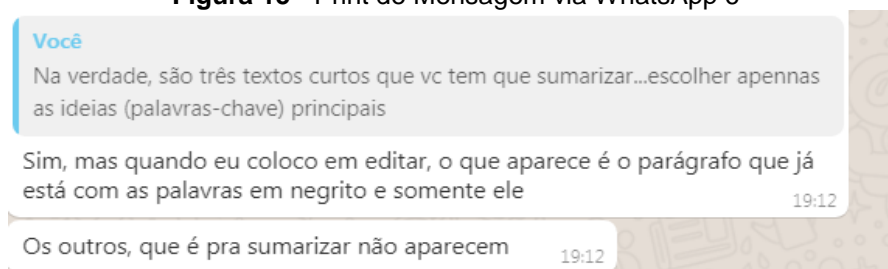 Figura 15 - Print de Mensagem via WhatsApp
Você
Na verdade, são três textos curtos que vc tem que sumarizar...escolher apennas
as ideias (palavras-chave) principais
Sim, mas quando eu coloco em editar, o que aparece é o parágrafo que já
está com as palavras em negrito e somente ele
19:12
Os outros, que é pra sumarizar não aparecem
19:12